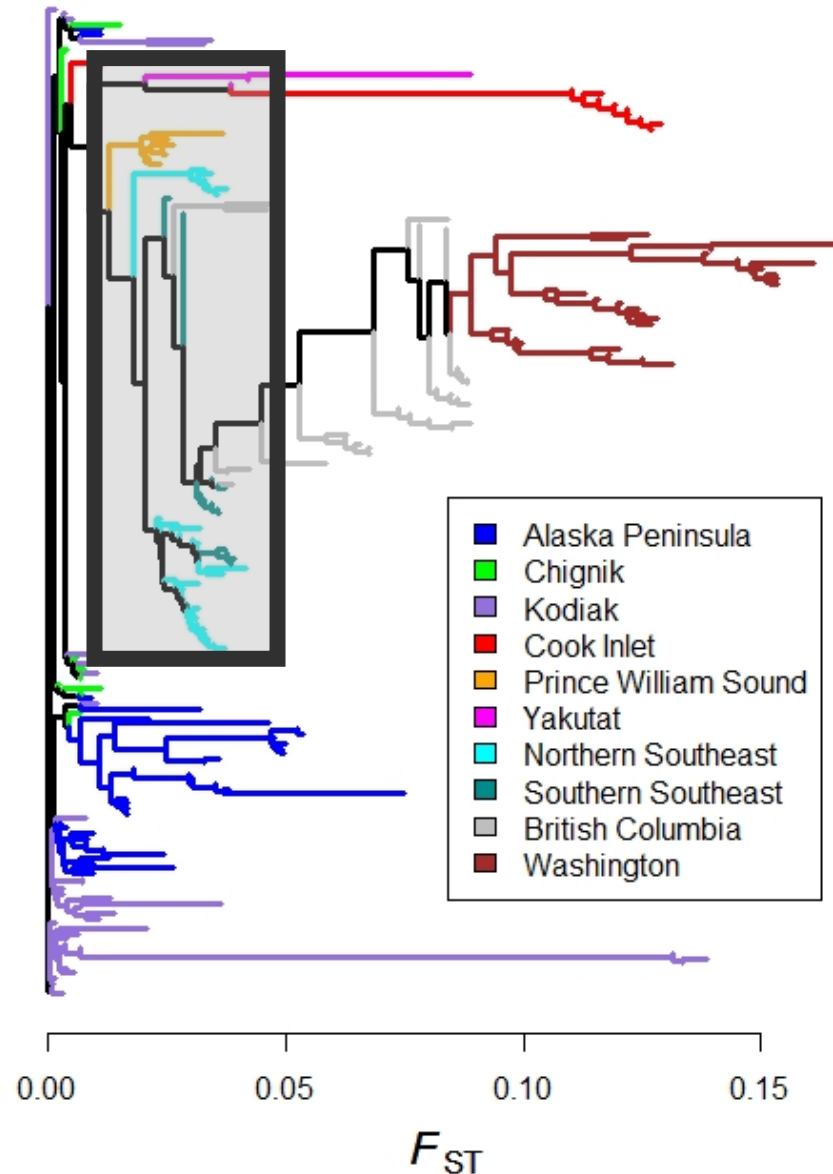 Alaska Peninsula
Chignik
Kodiak
Cook Inlet
Prince William Sound
Yakutat
Northern Southeast
Southern Southeast
British Columbia
Washington
0.00 0.05 0.10 0.15
FST